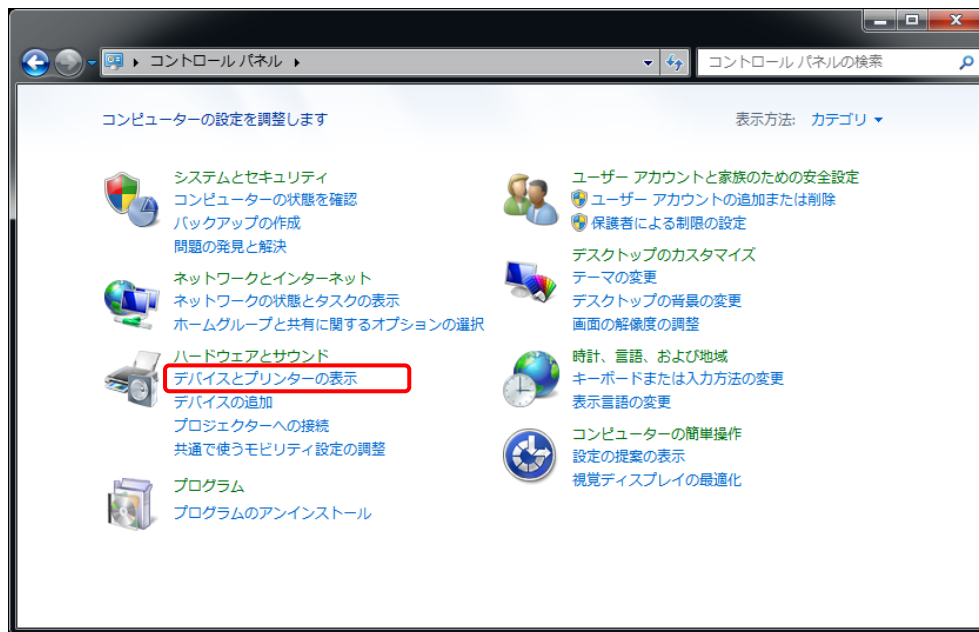 コントロール パネル
コントロール パネルの検索
コンピューターの設定を調整します
表示方法: カテゴリ
システムとセキュリティ
コンピューターの状態を確認
バックアップの作成
問題の発見と解決
ネットワークとインターネット
ネットワークの状態とタスクの表示
ホームグループと共有に関するオプションの選択
ハードウェアとサウンド
デバイスとプリンターの表示
デバイスの追加
プロジェクターへの接続
共通で使うモビリティ設定の調整
プログラム
プログラムのアンインストール
ユーザー アカウントと家族のための安全設定
ユーザー アカウントの追加または削除
保護者による制限の設定
デスクトップのカスタマイズ
テーマの変更
デスクトップの背景の変更
画面の解像度の調整
時計、言語、および地域
キーボードまたは入力方法の変更
表示言語の変更
コンピューターの簡単操作
設定の提案の表示
視覚ディスプレイの最適化